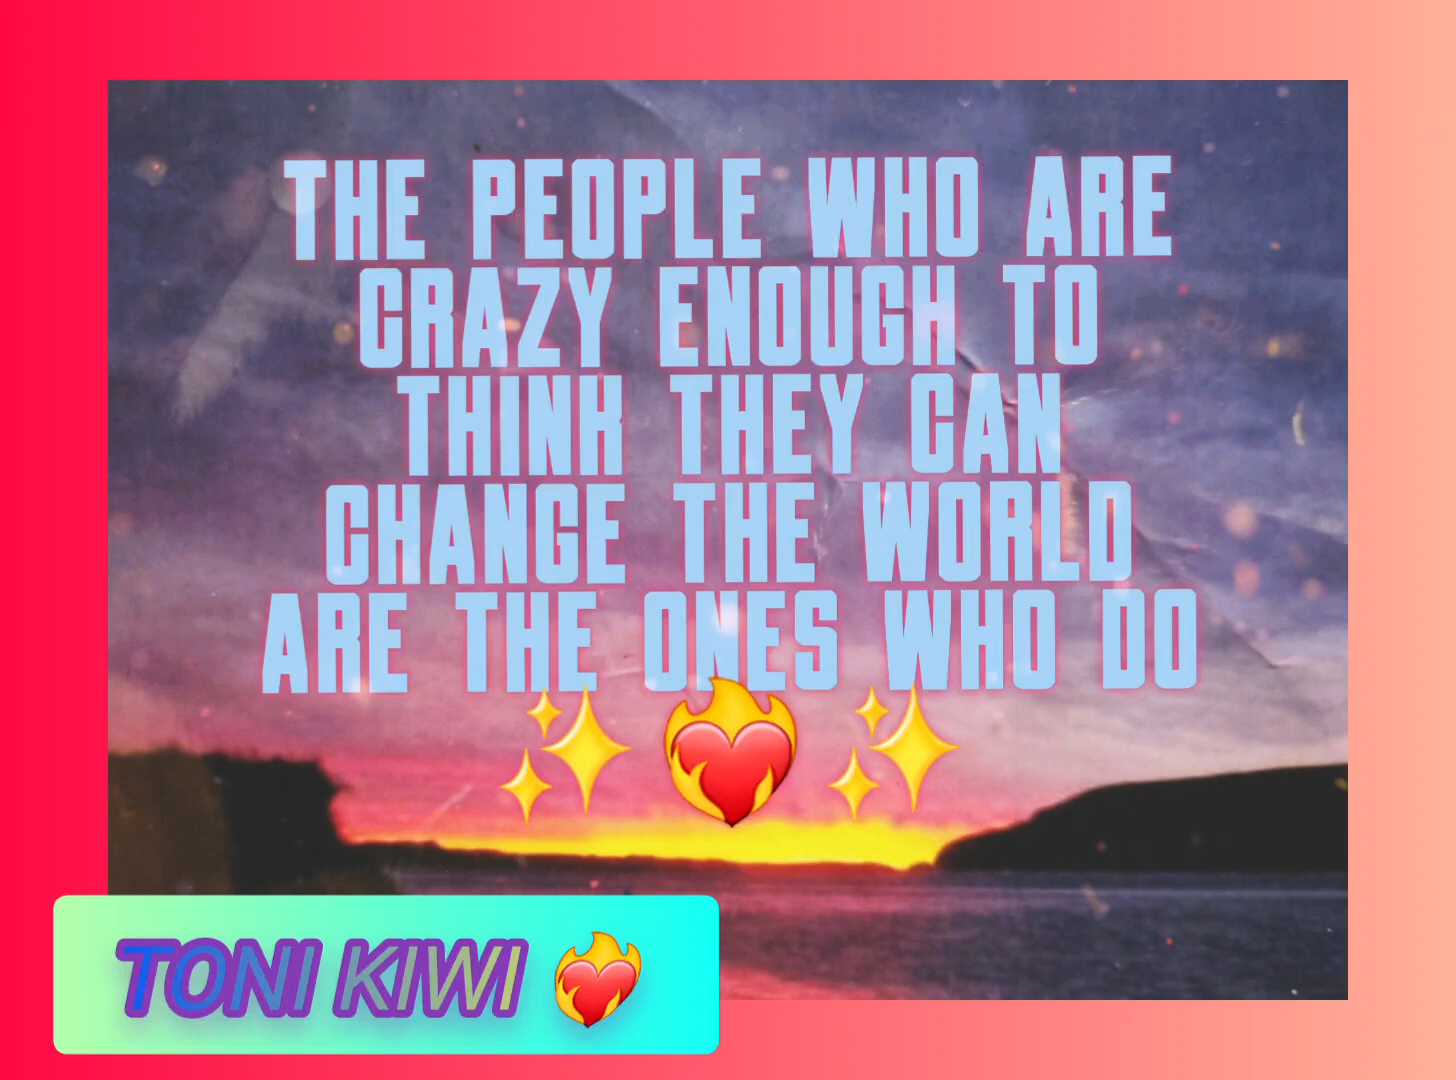 THE PEOPLE WHO ARE
CRAZY ENOUGH TO
THINK THEY CAN
CHANGE THE WORLD
ARE THE ONES WHO DO
✨ ❤️‍🔥 ✨
TONI KIWI ❤️‍🔥